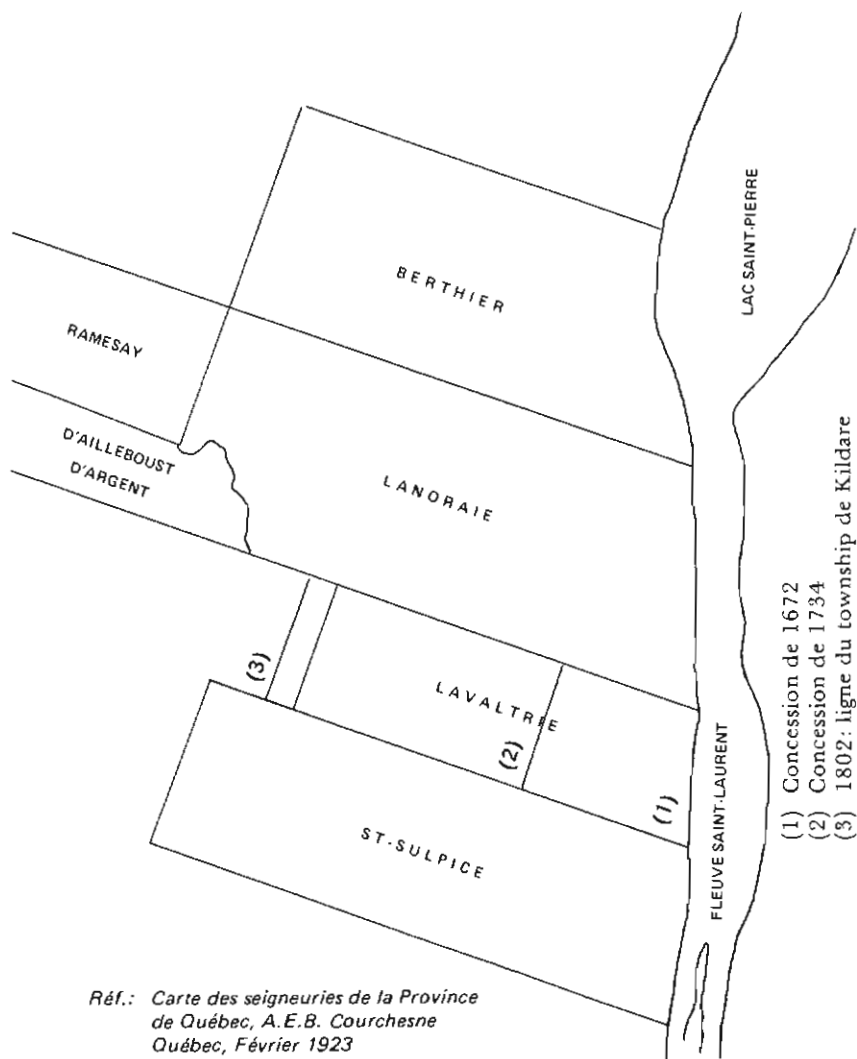 RAMESAY
D'AILLEBOUST
D'ARGENT
BERTHIER
LANORAIE
LAVALTRIE
ST-SULPICE
(3)
(2)
(1)
LAC SAINT-PIERRE
FLEUVE SAINT-LAURENT
(1) Concession de 1672
(2) Concession de 1734
(3) 1802: ligne du township de Kildare
Réf.: Carte des seigneuries de la Province
de Québec, A.E.B. Courchesne
Québec, Février 1923